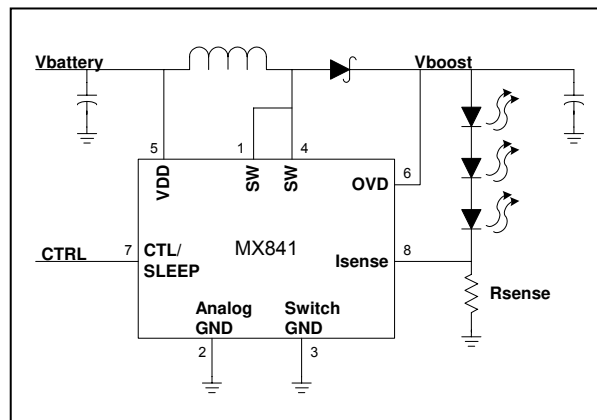 Vbattery
Vboost
5
1
4
VDD
SW
SW
OVD
6
CTRL
7
CTL/
SLEEP
MX841
Isense
8
Rsense
Analog
GND
Switch
GND
2
3